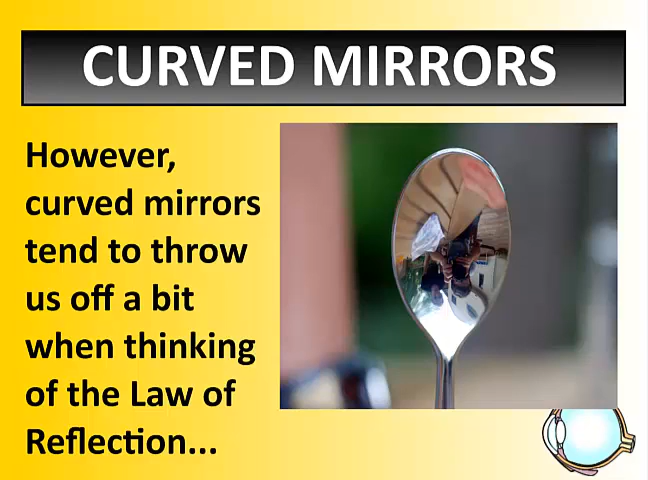 CURVED MIRRORS
However,
curved mirrors
tend to throw
us off a bit
when thinking
of the Law of
Reflection...